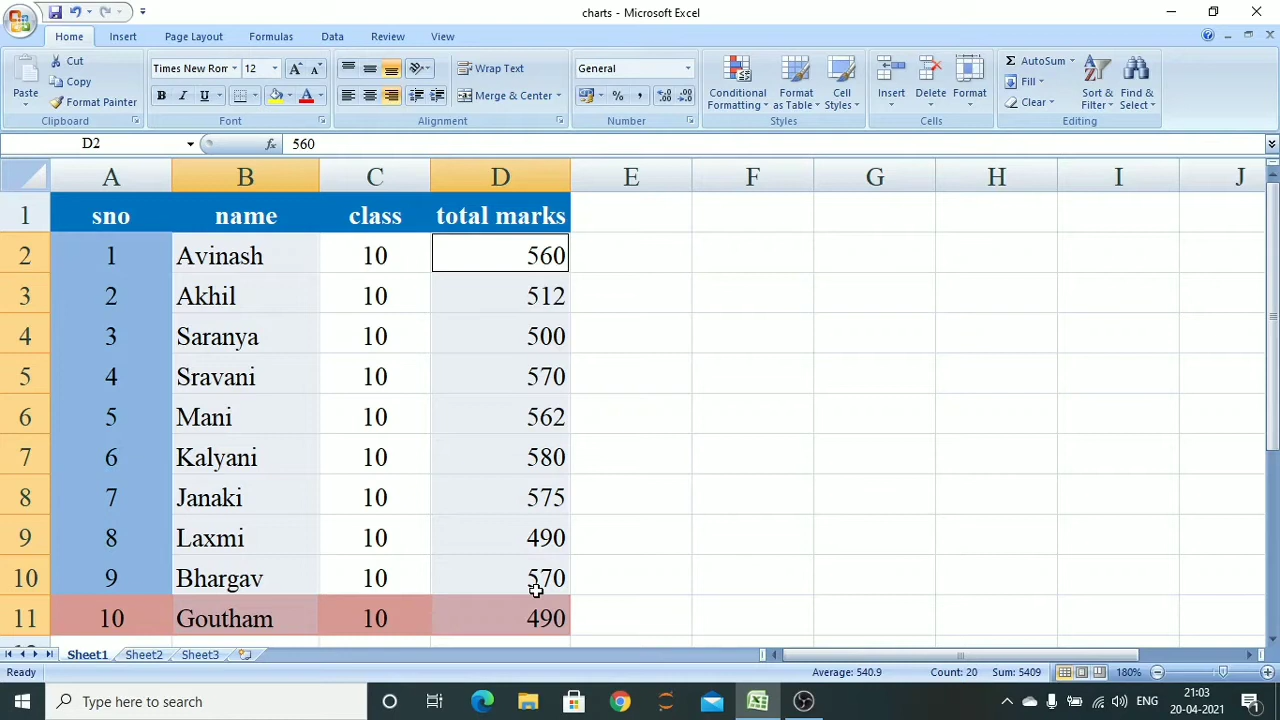 charts - Microsoft Excel
Home Insert Page Layout Formulas Data Review View
Paste
Cut
Copy
Format Painter
Clipboard
Times New Rom 12
B I U
Font
Wrap Text
Merge & Center
Alignment
General
% ,
Number
Conditional Formatting
Format as Table
Cell Styles
Styles
Insert Delete Format
Cells
Σ AutoSum
Fill
Clear
Sort & Filter
Find & Select
Editing
D2 fx 560
A B C D E F G H I J
1 sno name class total marks
2 1 Avinash 10 560
3 2 Akhil 10 512
4 3 Saranya 10 500
5 4 Sravani 10 570
6 5 Mani 10 562
7 6 Kalyani 10 580
8 7 Janaki 10 575
9 8 Laxmi 10 490
10 9 Bhargav 10 570
11 10 Goutham 10 490
Sheet1 Sheet2 Sheet3
Ready Average: 540.9 Count: 20 Sum: 5409 180%
Type here to search
ENG
21:03
20-04-2021
1